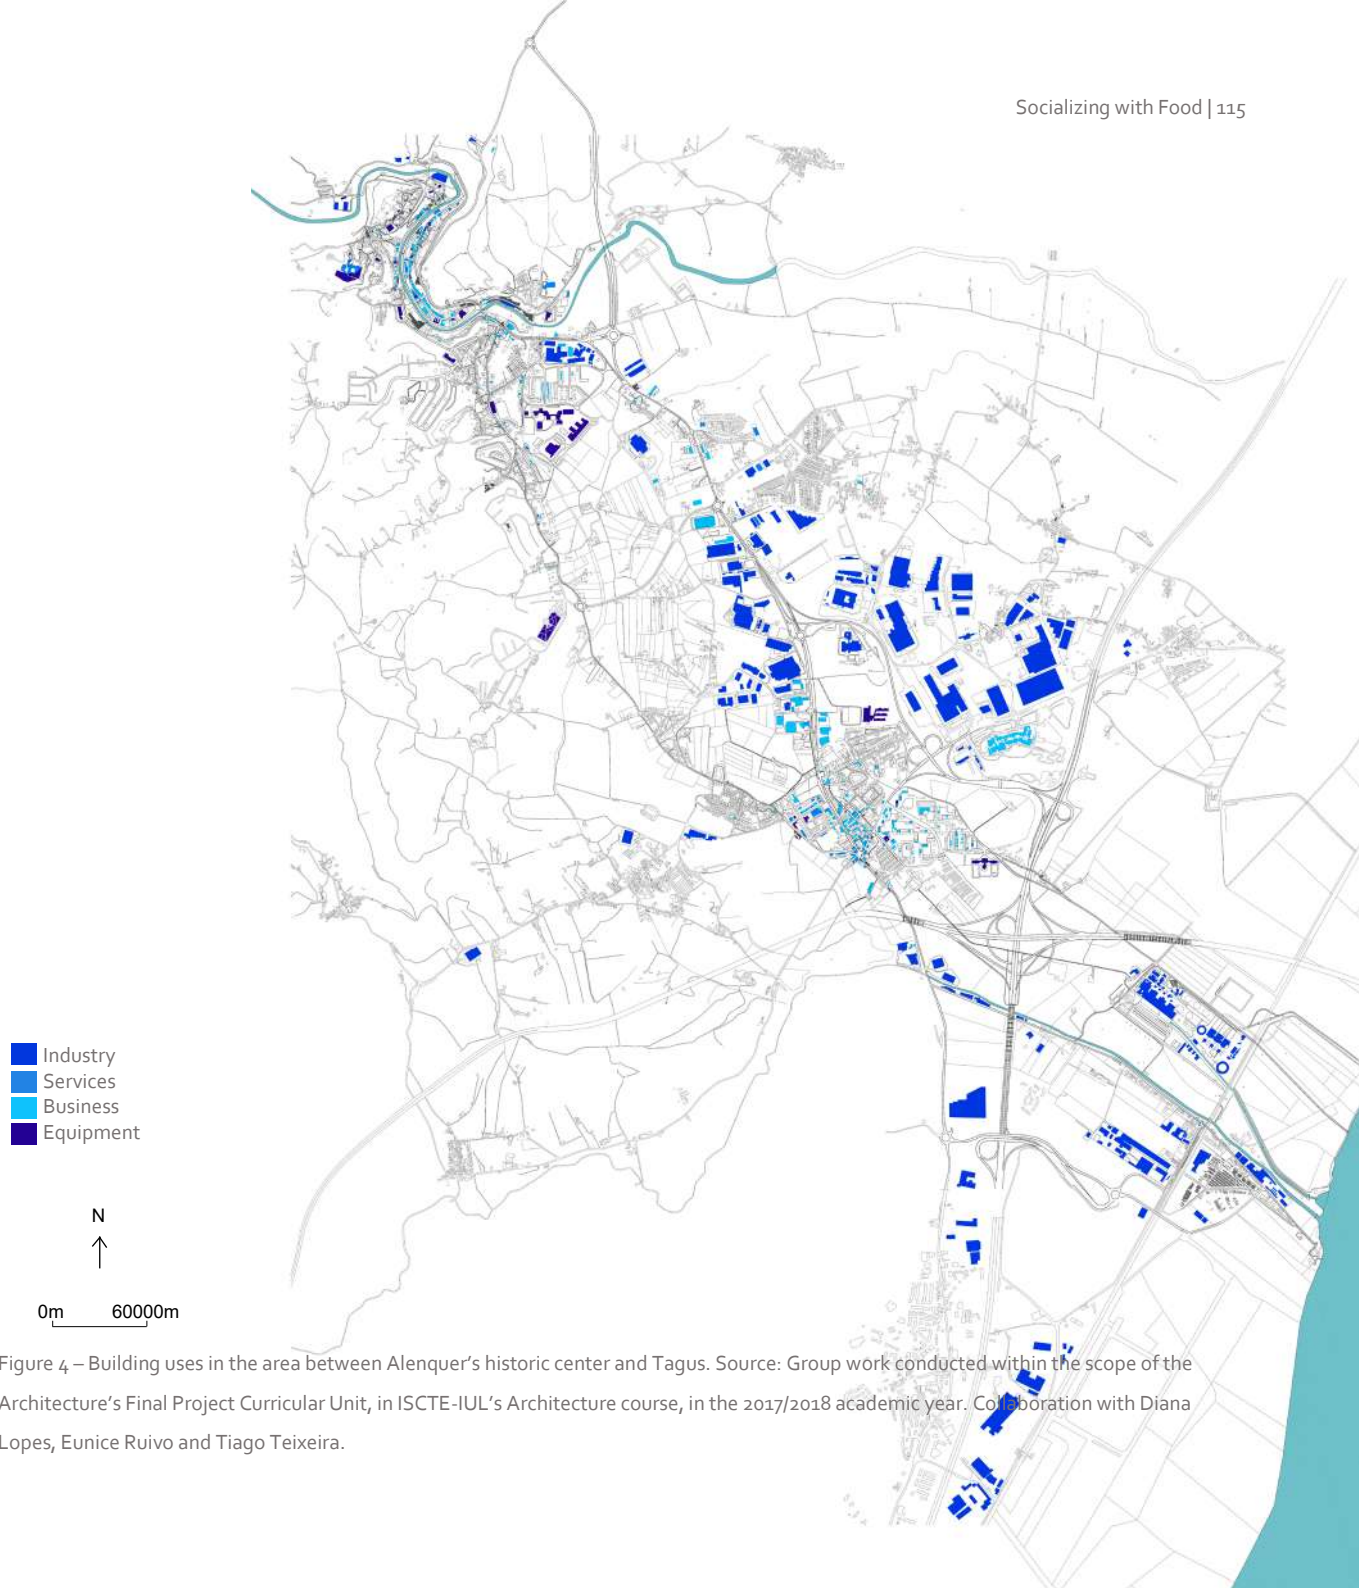 Socializing with Food | 115
Industry
Services
Business
Equipment
N
0m 60000m
Figure 4 – Building uses in the area between Alenquer's historic center and Tagus. Source: Group work conducted within the scope of the
Architecture's Final Project Curricular Unit, in ISCTE-IUL's Architecture course, in the 2017/2018 academic year. Collaboration with Diana
Lopes, Eunice Ruivo and Tiago Teixeira.